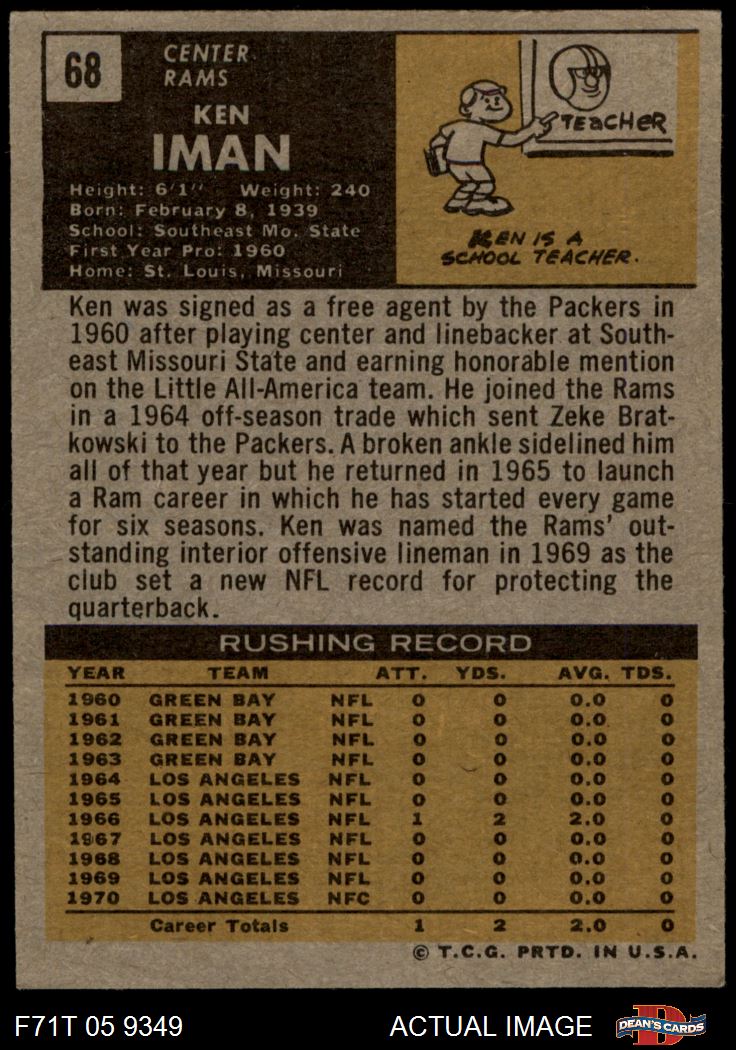 68
CENTER
RAMS
KEN
IMAN
Height: 6'1" Weight: 240
Born: February 8, 1939
School: Southeast Mo. State
First Year Pro: 1960
Home: St. Louis, Missouri
TEACHER
KEN IS A
SCHOOL TEACHER.
Ken was signed as a free agent by the Packers in
1960 after playing center and linebacker at South-
east Missouri State and earning honorable mention
on the Little All-America team. He joined the Rams
in a 1964 off-season trade which sent Zeke Brat-
kowski to the Packers. A broken ankle sidelined him
all of that year but he returned in 1965 to launch
a Ram career in which he has started every game
for six seasons. Ken was named the Rams' out-
standing interior offensive lineman in 1969 as the
club set a new NFL record for protecting the
quarterback.
RUSHING RECORD
YEAR TEAM ATT. YDS. AVG. TDS.
1960 GREEN BAY NFL 0 0 0.0 0
1961 GREEN BAY NFL 0 0 0.0 0
1962 GREEN BAY NFL 0 0 0.0 0
1963 GREEN BAY NFL 0 0 0.0 0
1964 LOS ANGELES NFL 0 0 0.0 0
1965 LOS ANGELES NFL 0 0 0.0 0
1966 LOS ANGELES NFL 1 2 2.0 0
1967 LOS ANGELES NFL 0 0 0.0 0
1968 LOS ANGELES NFL 0 0 0.0 0
1969 LOS ANGELES NFL 0 0 0.0 0
1970 LOS ANGELES NFC 0 0 0.0 0
Career Totals 1 2 2.0 0
© T.C.G. PRTD. IN U.S.A.
F71T 05 9349 ACTUAL IMAGE D DEAN'S CARDS